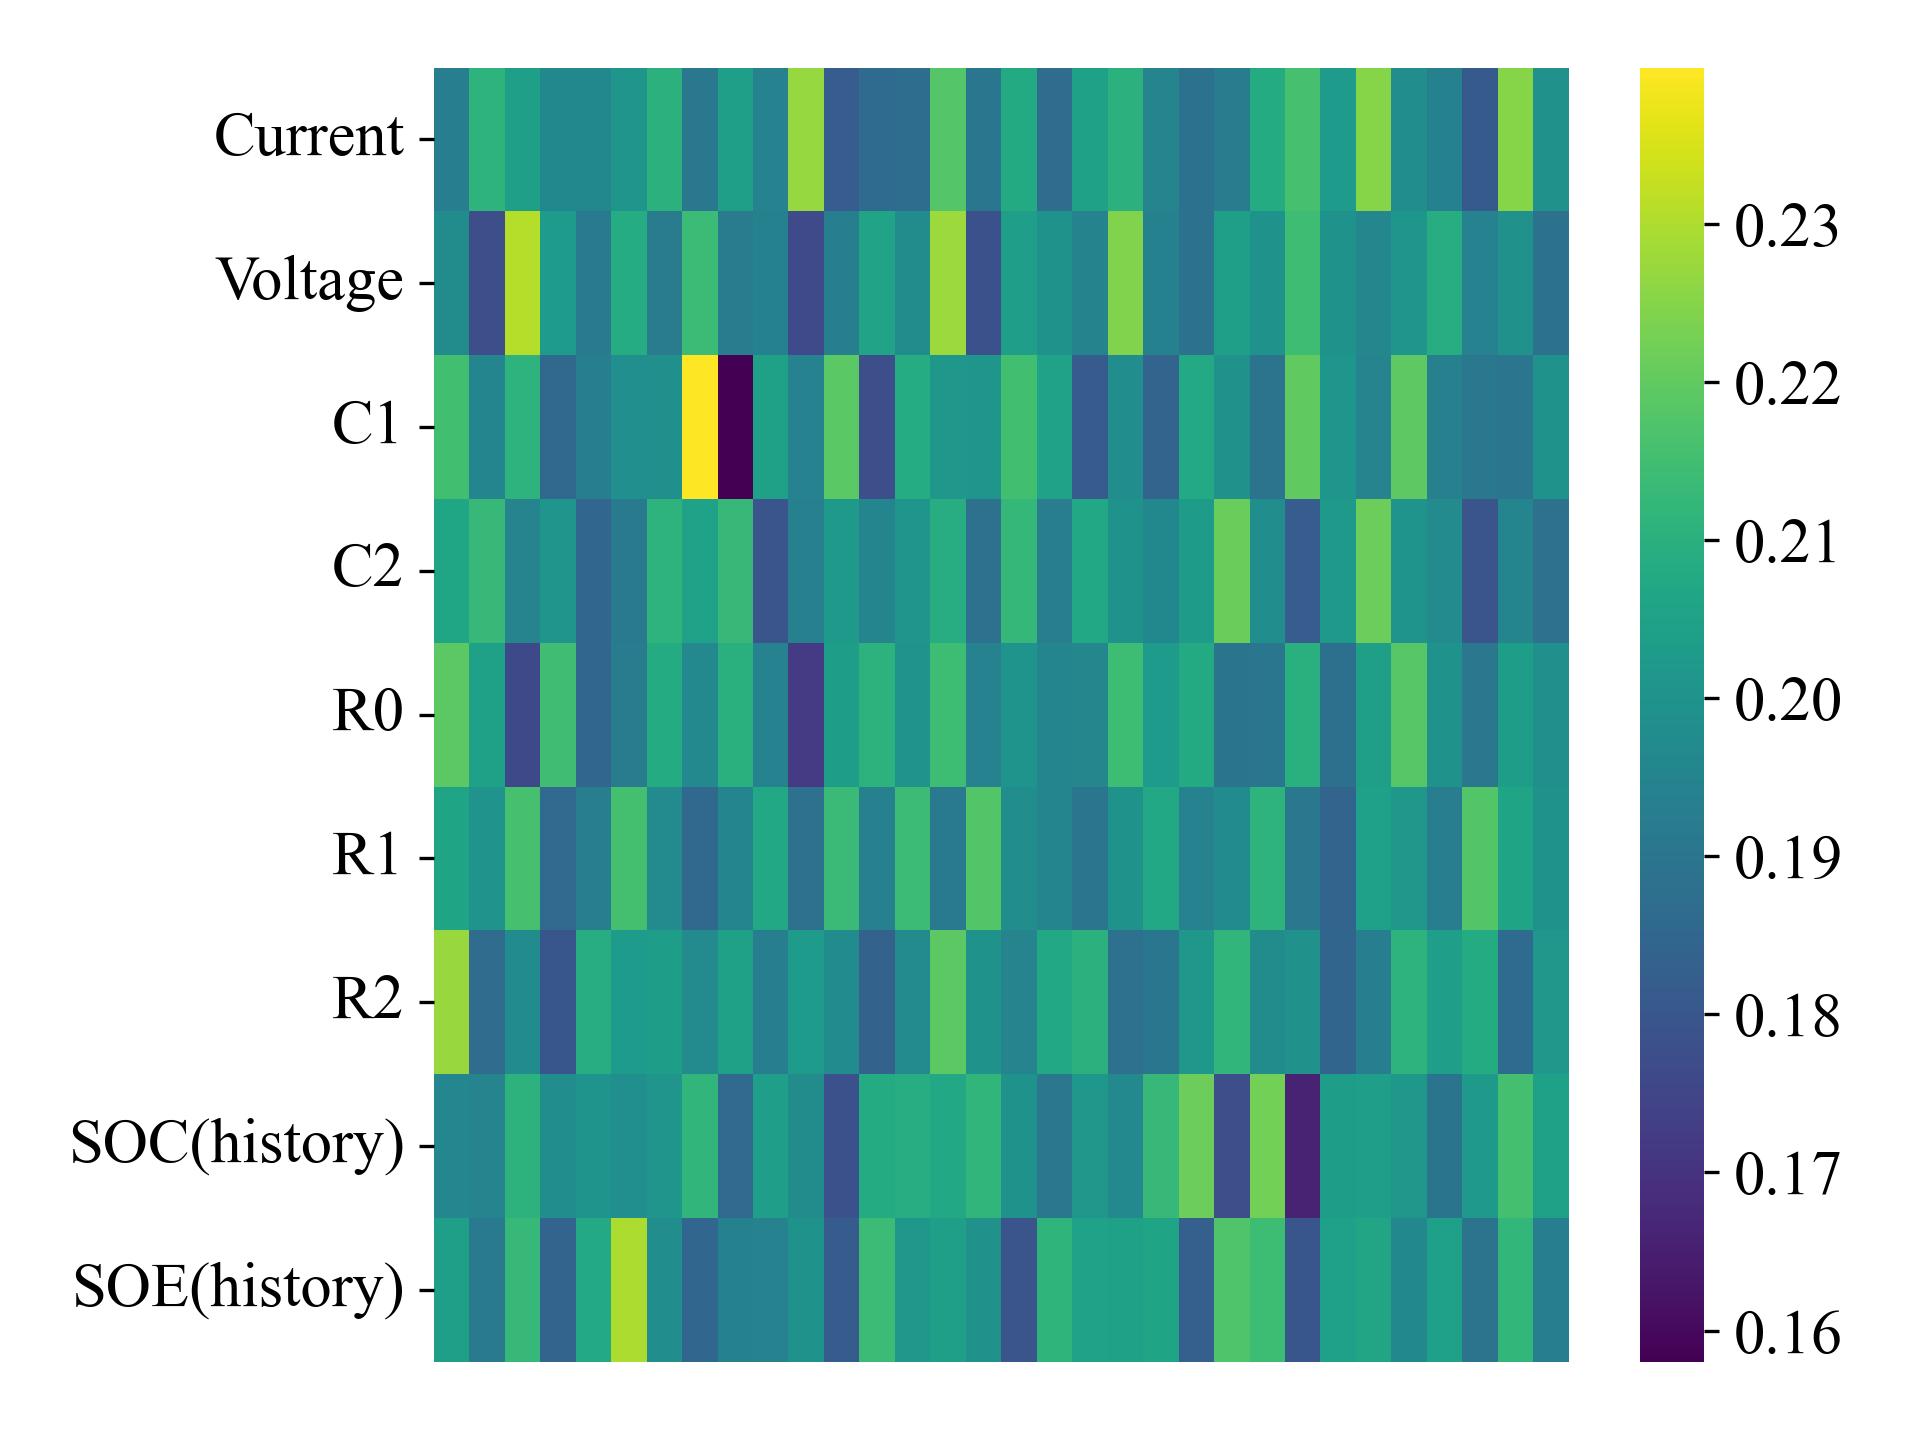 Current
Voltage
C1
C2
R0
R1
R2
SOC(history)
SOE(history)
0.23
0.22
0.21
0.20
0.19
0.18
0.17
0.16